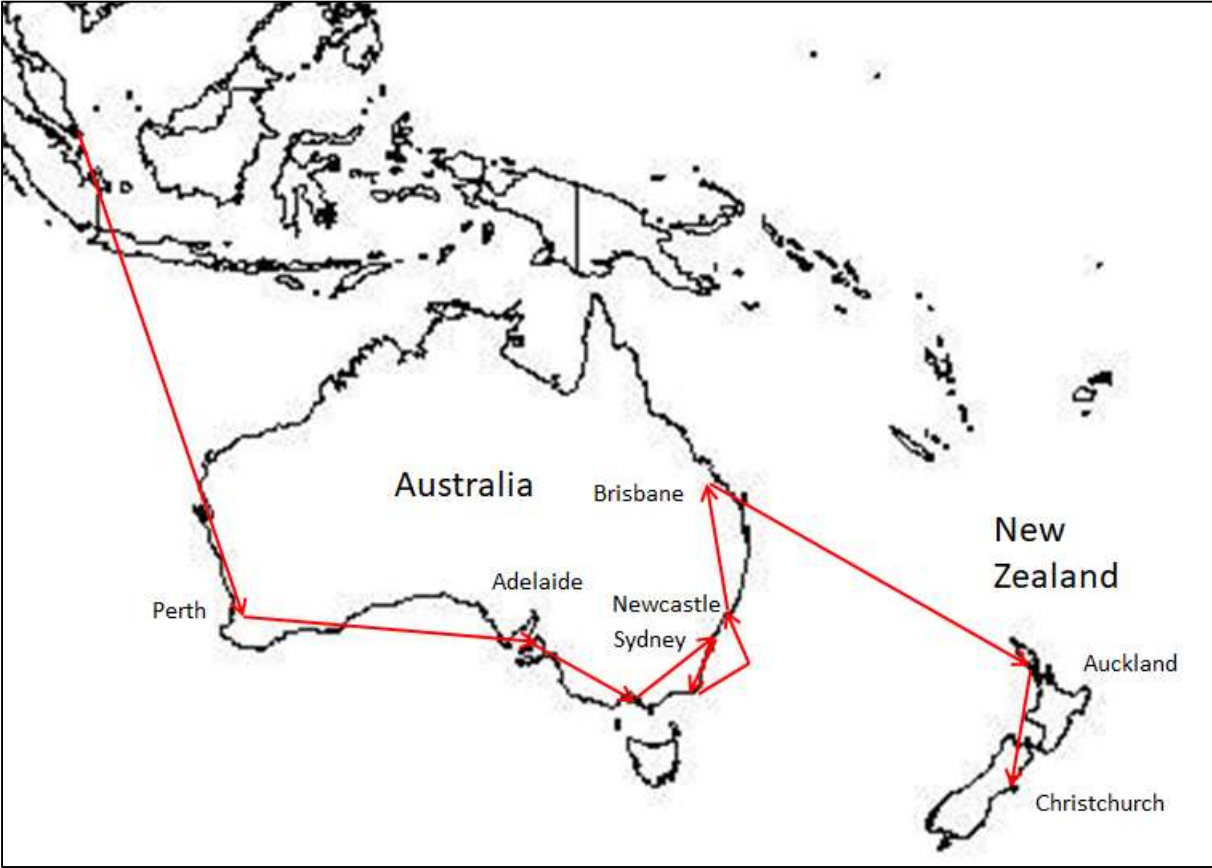 Australia
Brisbane
New
Zealand
Adelaide
Perth
Newcastle
Sydney
Auckland
Christchurch